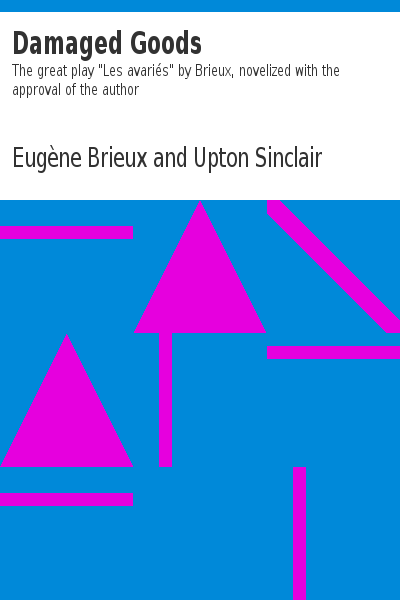 Damaged Goods
The great play "Les avariés" by Brieux, novelized with the
approval of the author
Eugène Brieux and Upton Sinclair